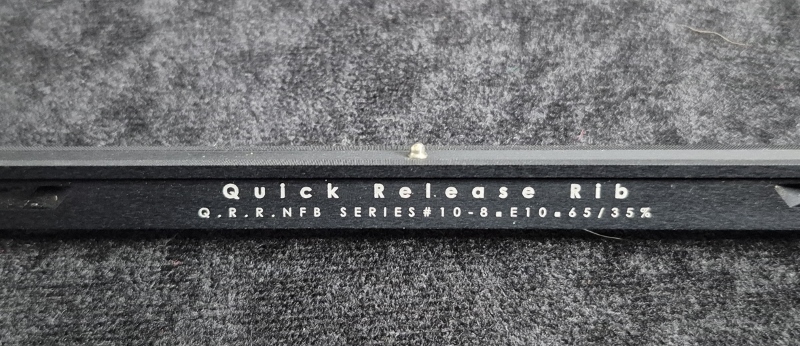 Quick Release Rib
Q.R.R.NFB SERIES#10-8▪E10▪65/35%